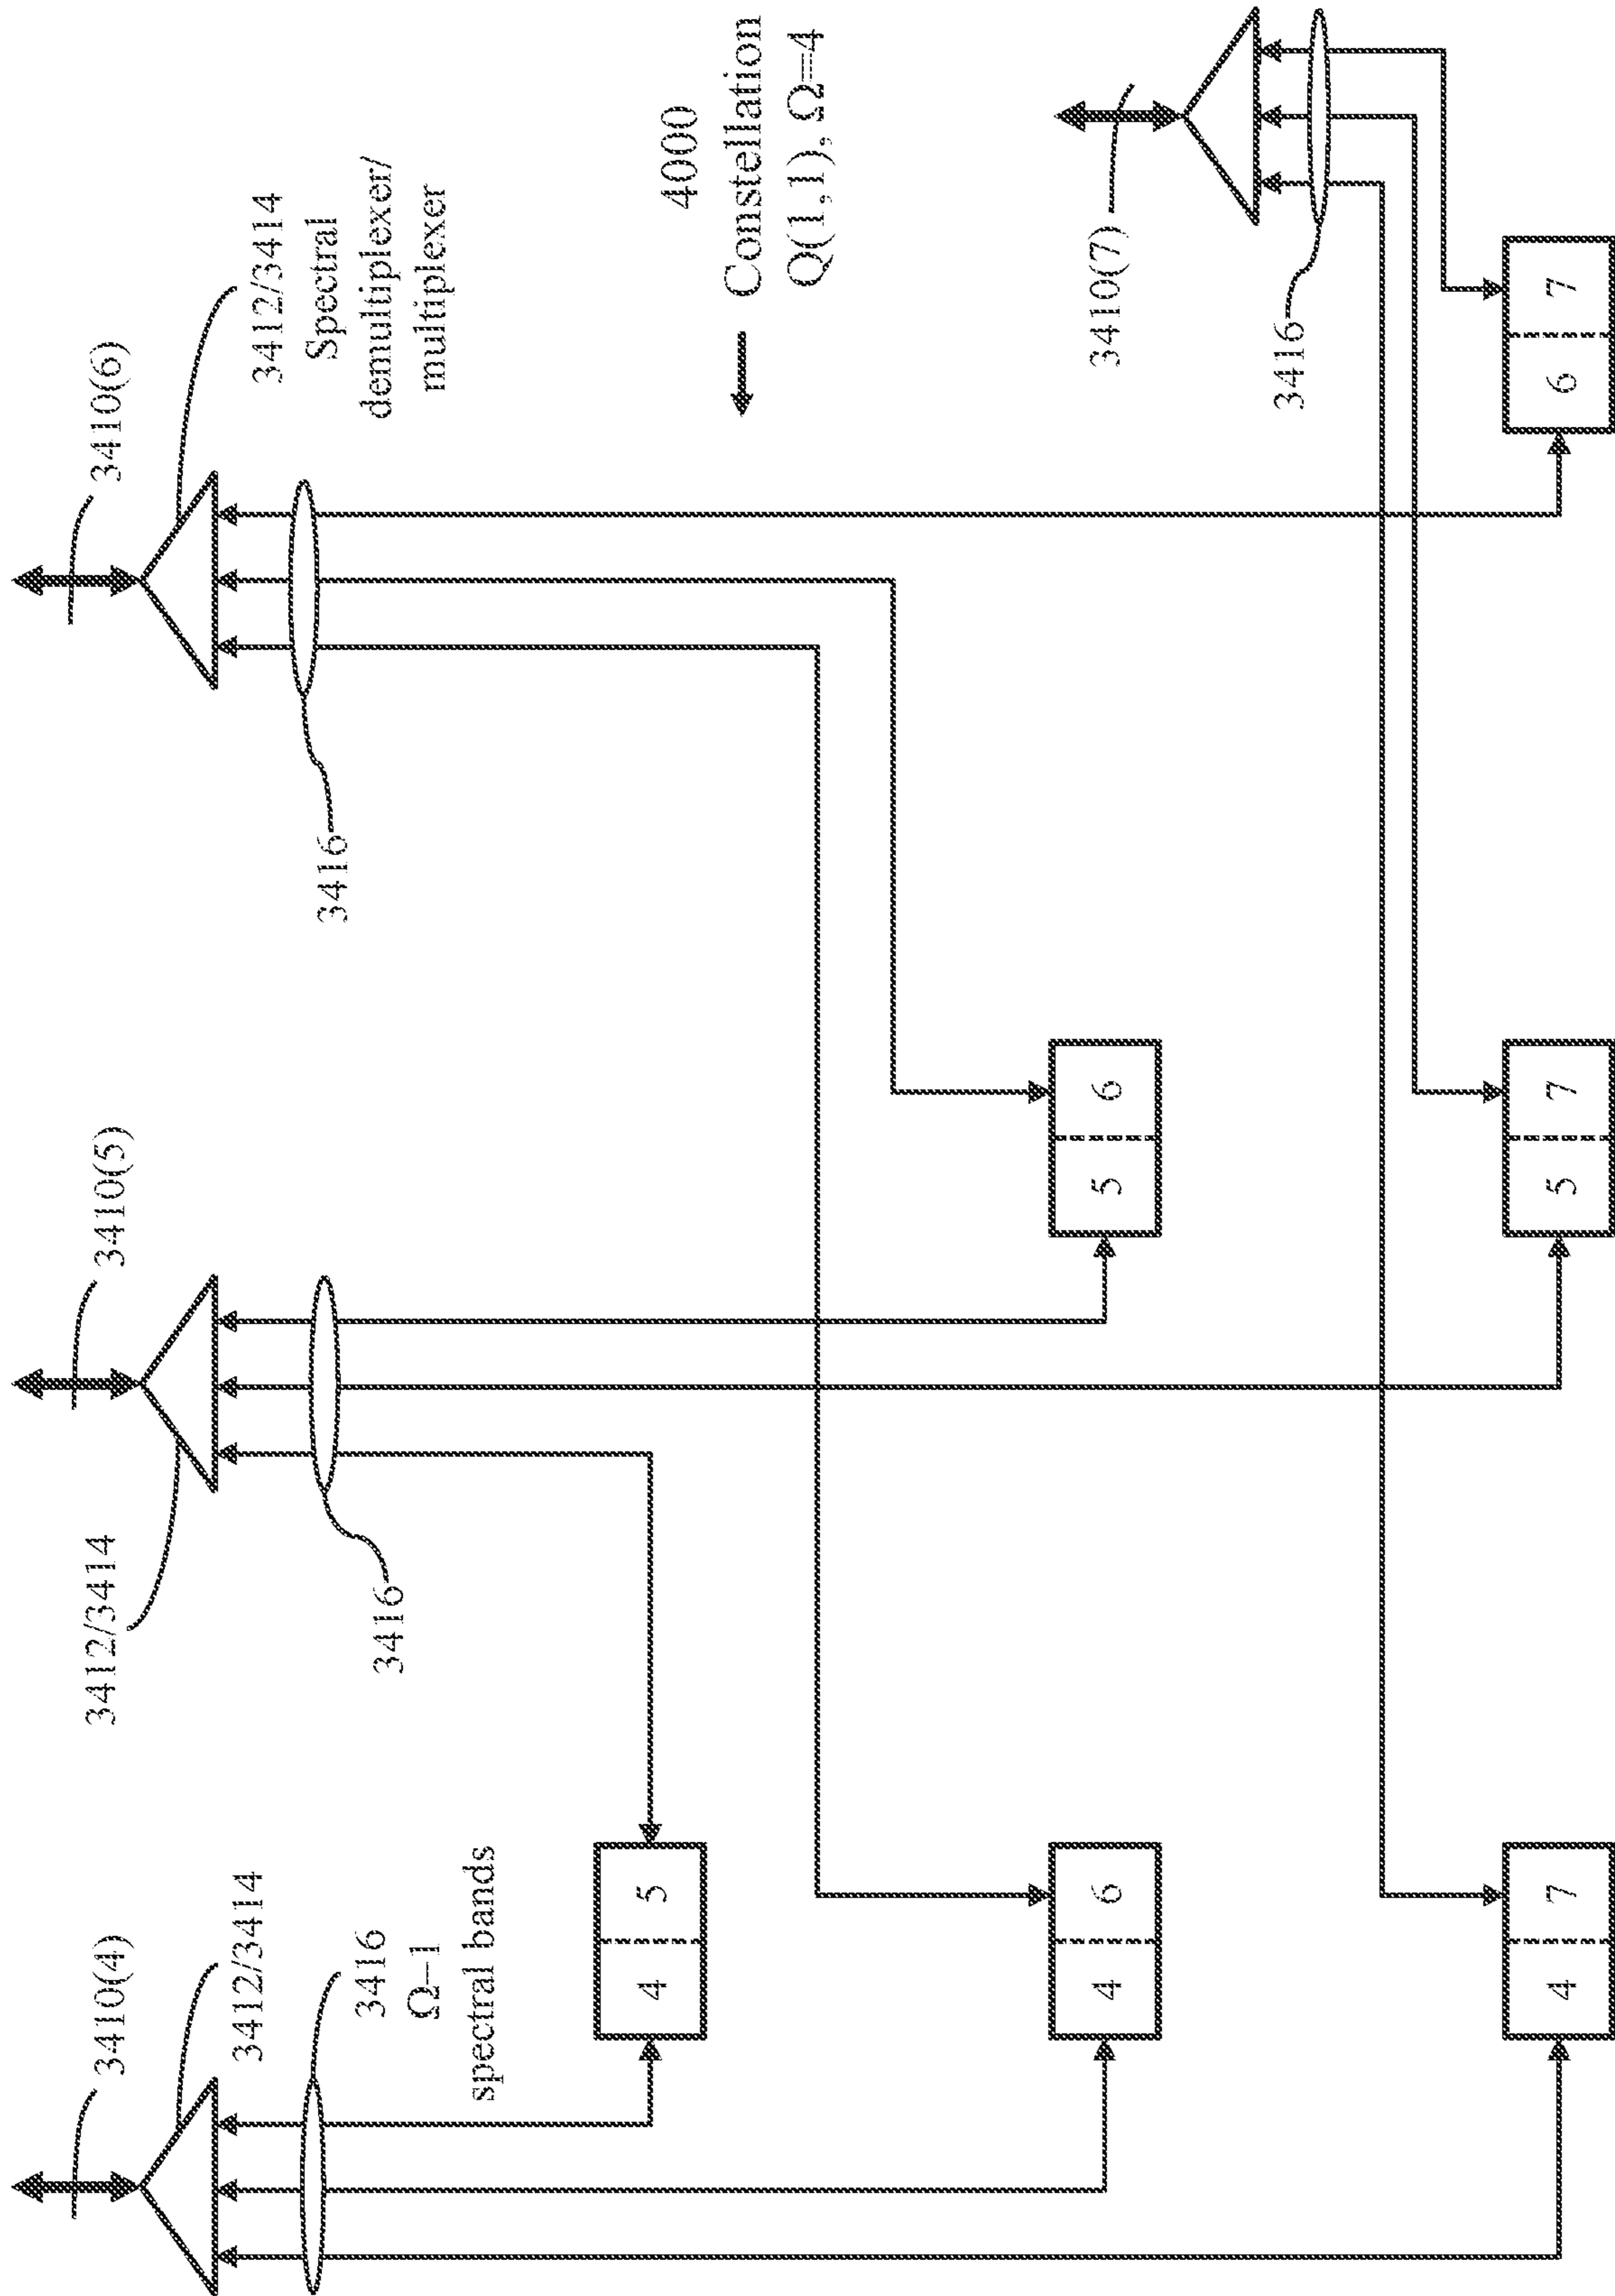 3410(4)
3412/3414
3416
Ω−1
spectral bands
3410(5)
3412/3414
3416
3410(6)
3412/3414
Spectral
demultiplexer/
multiplexer
3416
4000
Constellation
Q(1,1), Ω=4
3410(7)
3416
4 5
4 6
5 6
4 7
5 7
6 7